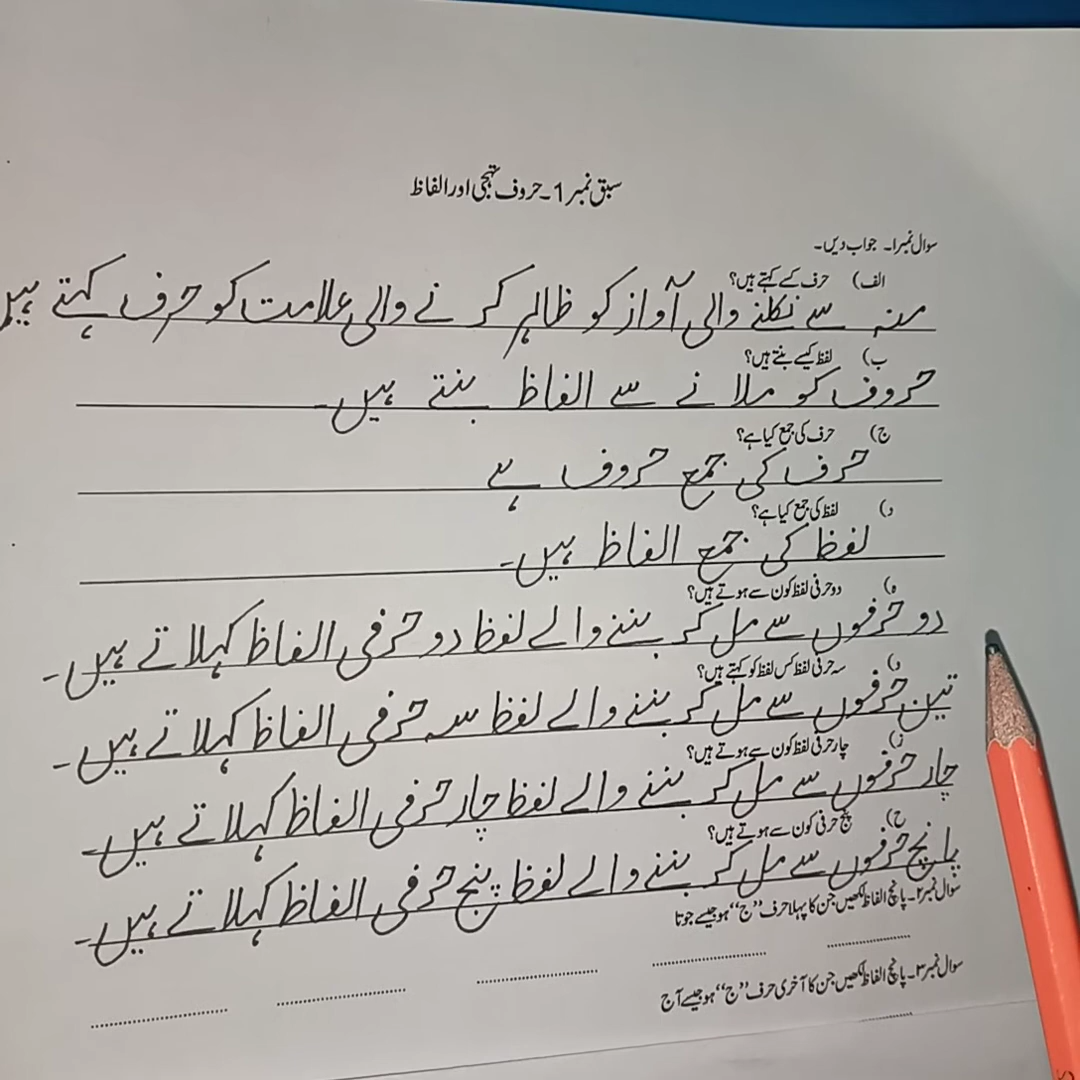 سبق نمبر 1۔ حروف تہجی اور الفاظ
سوال نمبر۱۔ جواب دیں۔
الف) حرف کسے کہتے ہیں؟
منہ سے نکلنے والی آواز کو ظاہر کر نے والی علامت کو حرف کہتے ہیں
ب) لفظ کیسے بنتے ہیں؟
حروف کو ملا نے سے الفاظ بنتے ہیں۔
ج) حرف کی جمع کیا ہے؟
حرف کی جمع حروف ہے
د) لفظ کی جمع کیا ہے؟
لفظ کی جمع الفاظ ہیں۔
ہ) دو حرفی لفظ کون سے ہوتے ہیں؟
دو حرفوں سے مل کر بننے والے لفظ دو حرفی الفاظ کہلاتے ہیں۔
و) سہ حرفی لفظ کس لفظ کو کہتے ہیں؟
تین حرفوں سے مل کر بننے والے لفظ سہ حرفی الفاظ کہلاتے ہیں۔
ز) چار حرفی لفظ کون سے ہوتے ہیں؟
چار حرفوں سے مل کر بننے والے لفظ چار حرفی الفاظ کہلاتے ہیں۔
ح) پنج حرفی کون سے ہوتے ہیں؟
پانچ حرفوں سے مل کر بننے والے لفظ پنج حرفی الفاظ کہلاتے ہیں۔
سوال نمبر۲۔ پانچ الفاظ لکھیں جن کا پہلا حرف ”ج“ ہو جیسے جوتا
سوال نمبر۳۔ پانچ الفاظ لکھیں جن کا آخری حرف ”ج“ ہو جیسے آج